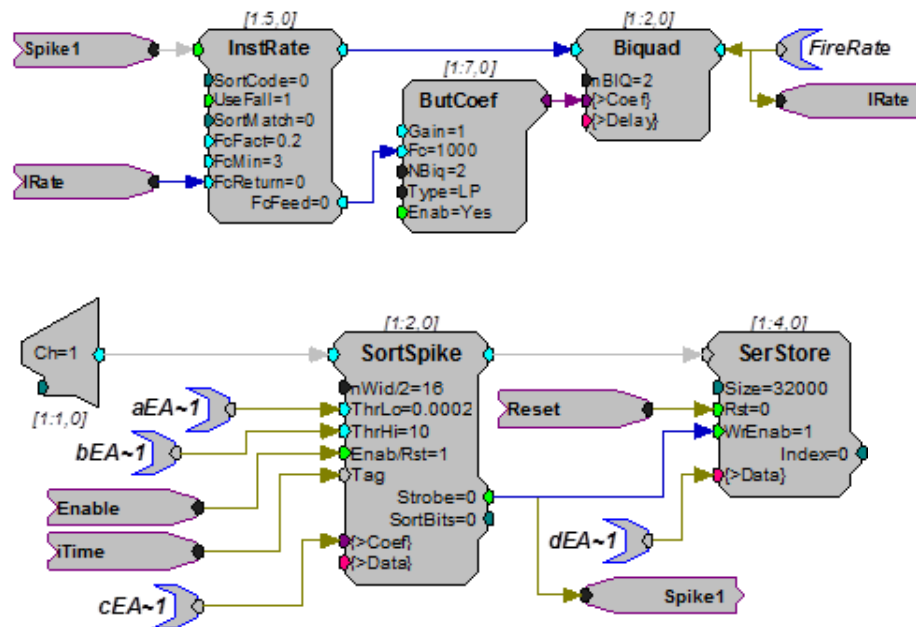 [1:5,0]
[1:2,0]
Spike1
InstRate
Biquad
FireRate
[1:7,0]
SortCode=0
UseFall=1
SortMatch=0
FcFact=0.2
FcMin=3
FcReturn=0
FcFeed=0
ButCoef
Gain=1
Fc=1000
NBiq=2
Type=LP
Enab=Yes
nBIQ=2
{>Coef}
{>Delay}
IRate
IRate
[1:2,0]
[1:4,0]
Ch=1
[1:1,0]
SortSpike
SerStore
nWid/2=16
ThrLo=0.0002
ThrHi=10
Enab/Rst=1
Tag
Strobe=0
SortBits=0
{>Coef}
{>Data}
aEA~1
bEA~1
Enable
iTime
cEA~1
Reset
Size=32000
Rst=0
WrEnab=1
Index=0
{>Data}
dEA~1
Spike1